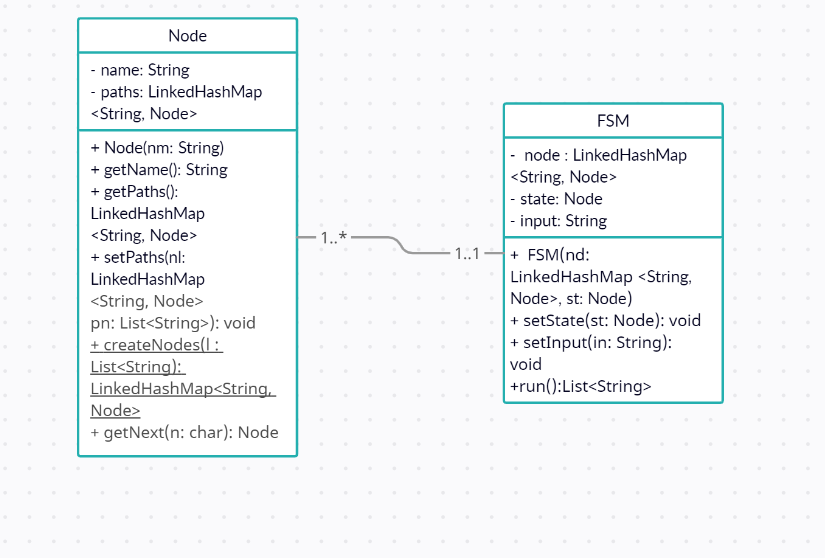 Node
- name: String
- paths: LinkedHashMap
<String, Node>
+ Node(nm: String)
+ getName(): String
+ getPaths():
LinkedHashMap
<String, Node>
+ setPaths(nl:
LinkedHashMap
<String, Node>
pn: List<String>): void
+ createNodes(l :
List<String):
LinkedHashMap<String,
Node>
+ getNext(n: char): Node
1..*
1..1
FSM
- node : LinkedHashMap
<String, Node>
- state: Node
- input: String
+ FSM(nd:
LinkedHashMap <String,
Node>, st: Node)
+ setState(st: Node): void
+ setInput(in: String):
void
+run():List<String>